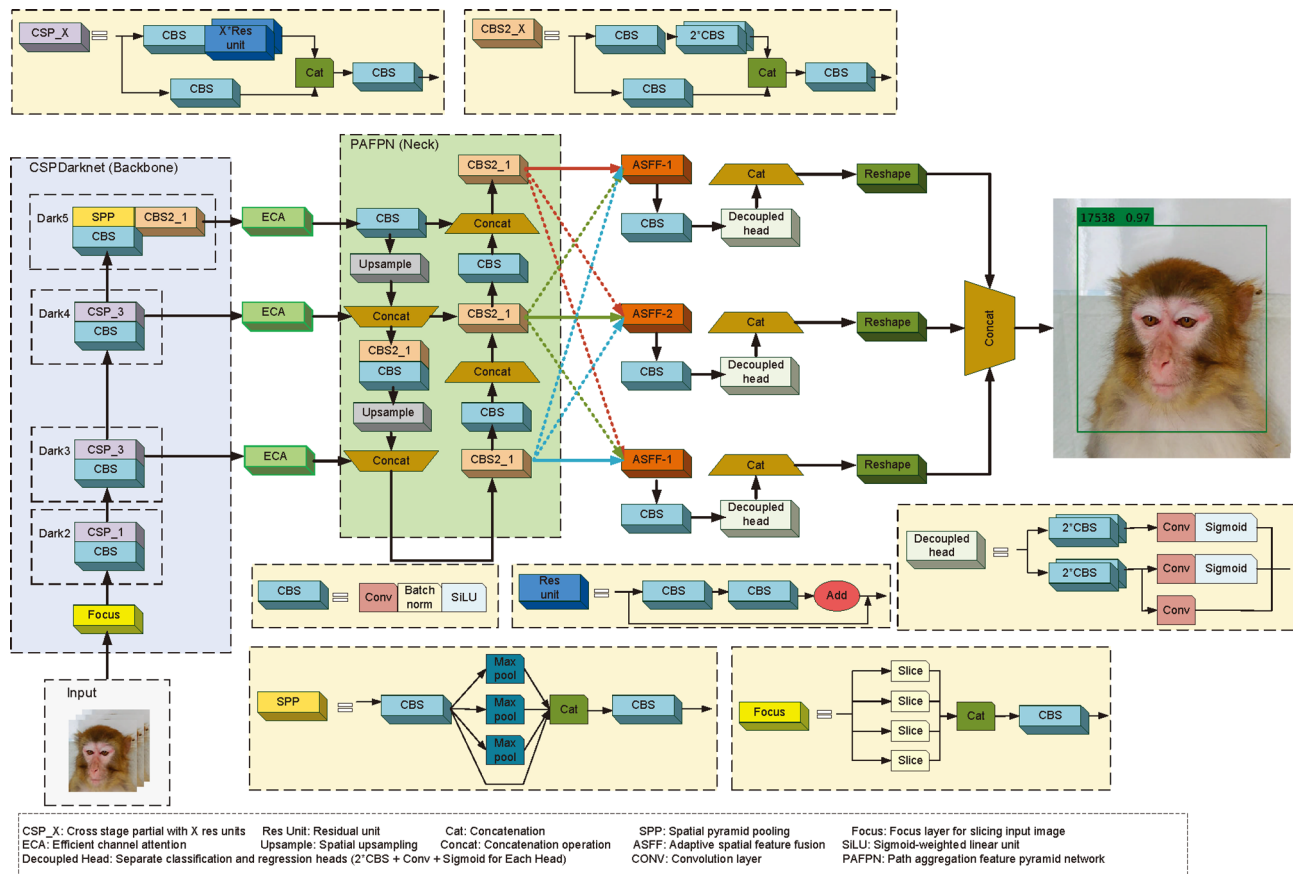 CSP_X
=
CBS
X*Res unit
CBS
Cat
CBS
CBS2_X
=
CBS
2*CBS
CBS
Cat
CBS
CSPDarknet (Backbone)
Dark5
SPP
CBS2_1
CBS
Dark4
CSP_3
CBS
Dark3
CSP_3
CBS
Dark2
CSP_1
CBS
Focus
Input
ECA
ECA
ECA
PAFPN (Neck)
CBS
Upsample
Concat
CBS2_1
CBS
Upsample
Concat
CBS2_1
Concat
CBS
CBS2_1
Concat
CBS
CBS2_1
ASFF-1
CBS
Cat
Decoupled head
Reshape
ASFF-2
CBS
Cat
Decoupled head
Reshape
ASFF-1
CBS
Cat
Decoupled head
Reshape
Concat
17538 0.97
CBS
=
Conv
Batch norm
SiLU
Res unit
=
CBS
CBS
Add
Decoupled head
=
2*CBS
Conv
Sigmoid
2*CBS
Conv
Sigmoid
Conv
SPP
=
CBS
Max pool
Max pool
Max pool
Cat
CBS
Focus
=
Slice
Slice
Slice
Slice
Cat
CBS
CSP_X: Cross stage partial with X res units Res Unit: Residual unit Cat: Concatenation SPP: Spatial pyramid pooling Focus: Focus layer for slicing input image
ECA: Efficient channel attention Upsample: Spatial upsampling Concat: Concatenation operation ASFF: Adaptive spatial feature fusion SiLU: Sigmoid-weighted linear unit
Decoupled Head: Separate classification and regression heads (2*CBS + Conv + Sigmoid for Each Head) CONV: Convolution layer PAFPN: Path aggregation feature pyramid network